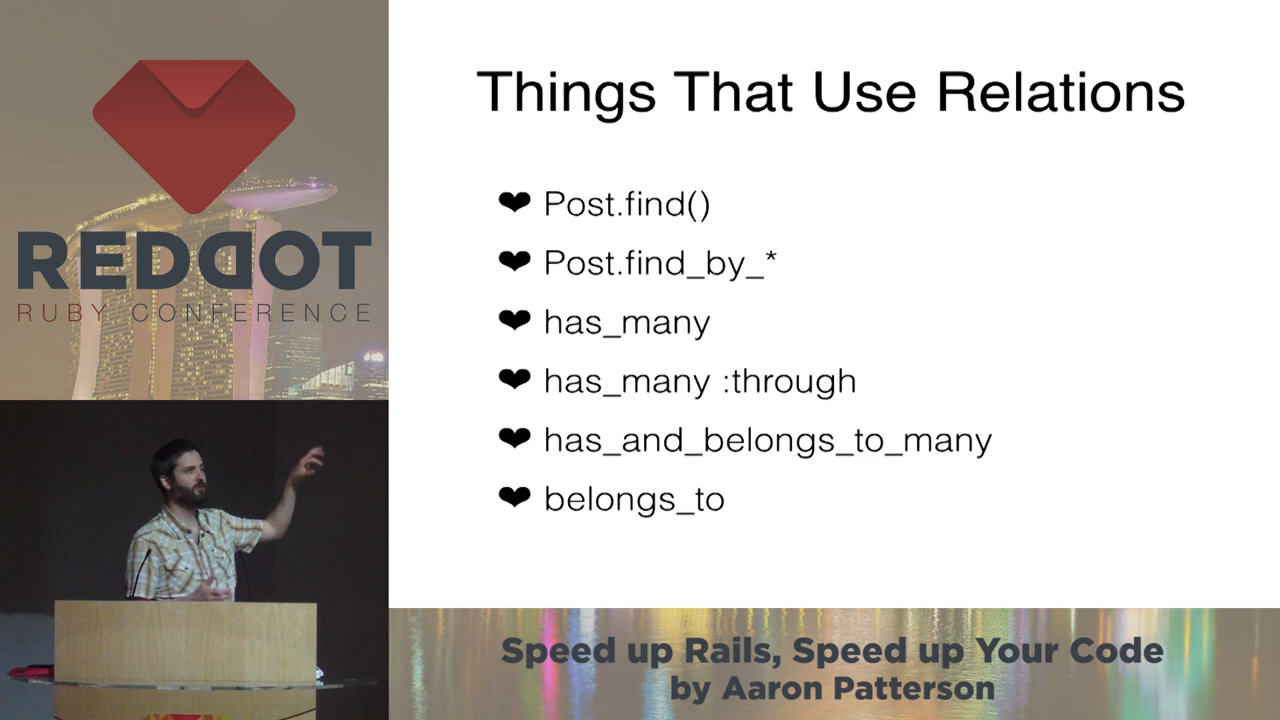 REDDOT
RUBY CONFERENCE
Things That Use Relations
❤ Post.find()
❤ Post.find_by_*
❤ has_many
❤ has_many :through
❤ has_and_belongs_to_many
❤ belongs_to
Speed up Rails, Speed up Your Code
by Aaron Patterson